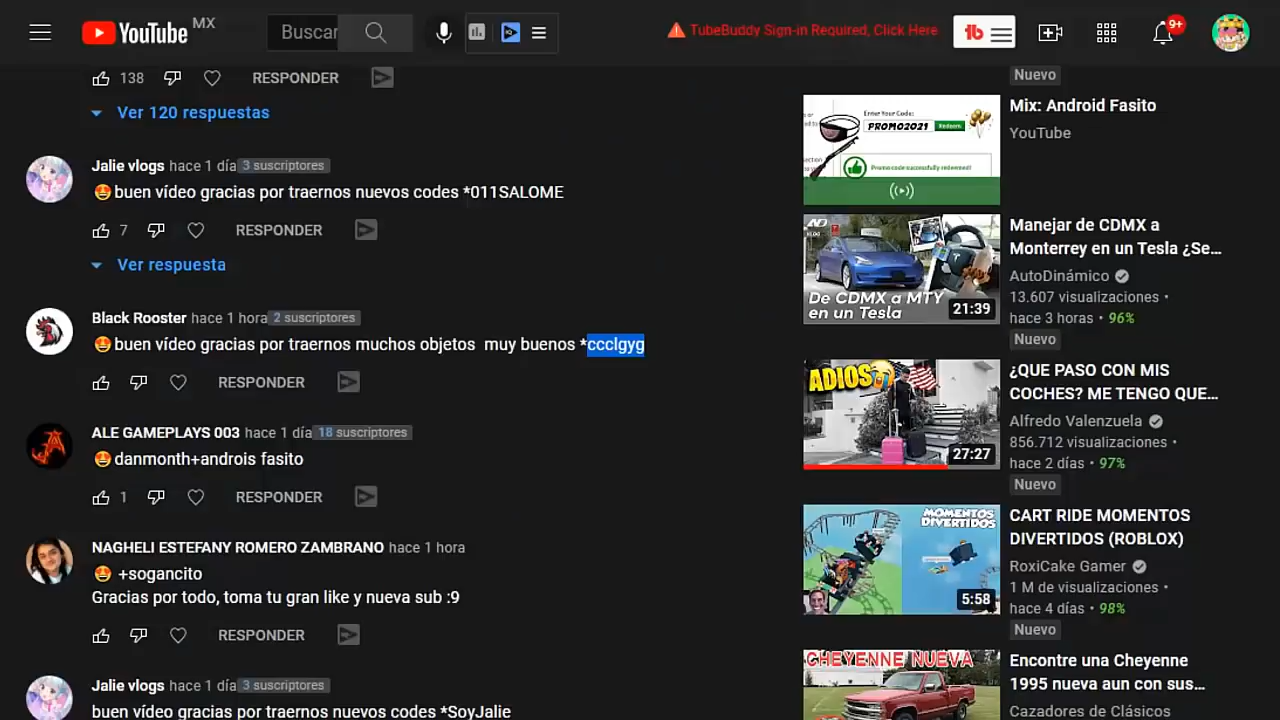 YouTube MX
Buscar
TubeBuddy Sign-in Required, Click Here
9+
138 RESPONDER
Ver 120 respuestas
Jalie vlogs hace 1 día 3 suscriptores
🤩buen vídeo gracias por traernos nuevos codes *011SALOME
7 RESPONDER
Ver respuesta
Black Rooster hace 1 hora 2 suscriptores
🤩buen vídeo gracias por traernos muchos objetos muy buenos *ccclgyg
RESPONDER
ALE GAMEPLAYS 003 hace 1 día 18 suscriptores
🤩danmonth+androis fasito
1 RESPONDER
NAGHELI ESTEFANY ROMERO ZAMBRANO hace 1 hora
🤩 +sogancito
Gracias por todo, toma tu gran like y nueva sub :9
RESPONDER
Jalie vlogs hace 1 día 3 suscriptores
buen vídeo gracias por traernos nuevos codes *SoyJalie
Nuevo
Enter Your Code:
PROMO2021 Redeem
Promo code successfully redeemed!
Mix: Android Fasito
YouTube
De CDMX a MTY
en un Tesla
21:39
Manejar de CDMX a
Monterrey en un Tesla ¿Se...
AutoDinámico
13.607 visualizaciones •
hace 3 horas • 96%
Nuevo
ADIOS
27:27
¿QUE PASO CON MIS
COCHES? ME TENGO QUE...
Alfredo Valenzuela
856.712 visualizaciones •
hace 2 días • 97%
Nuevo
MOMENTOS
DIVERTIDOS
5:58
CART RIDE MOMENTOS
DIVERTIDOS (ROBLOX)
RoxiCake Gamer
1 M de visualizaciones •
hace 4 días • 98%
Nuevo
CHEYENNE NUEVA
Encontre una Cheyenne
1995 nueva aun con sus...
Cazadores de Clásicos